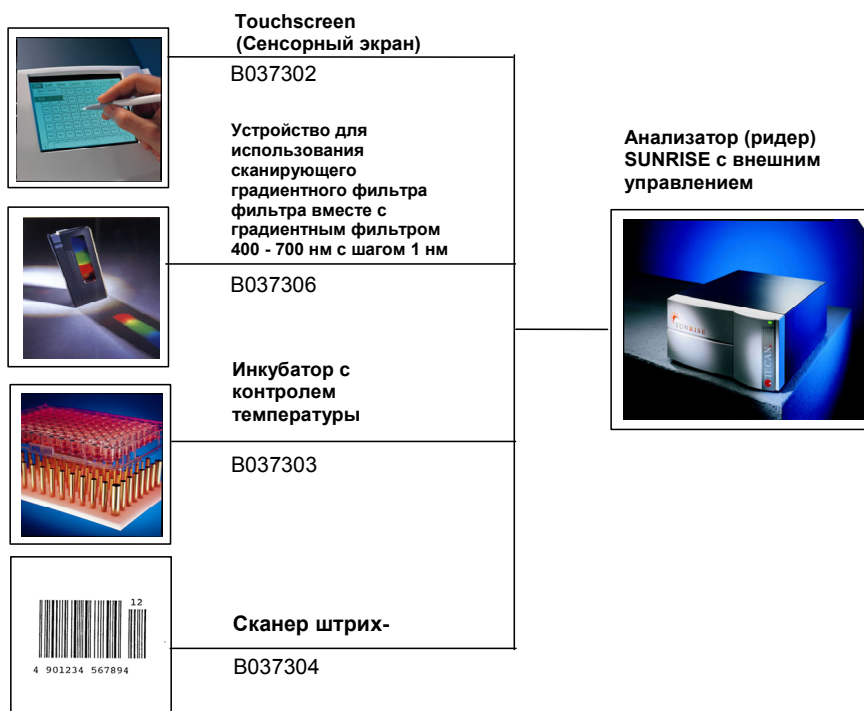 Touchscreen
(Сенсорный экран)
B037302
Устройство для
использования
сканирующего
градиентного фильтра
фильтра вместе с
градиентным фильтром
400 - 700 нм с шагом 1 нм
B037306
Инкубатор с
контролем
температуры
B037303
Сканер штрих-
B037304
12
4 901234 567894
Анализатор (ридер)
SUNRISE с внешним
управлением
SUNRISE
TECAN